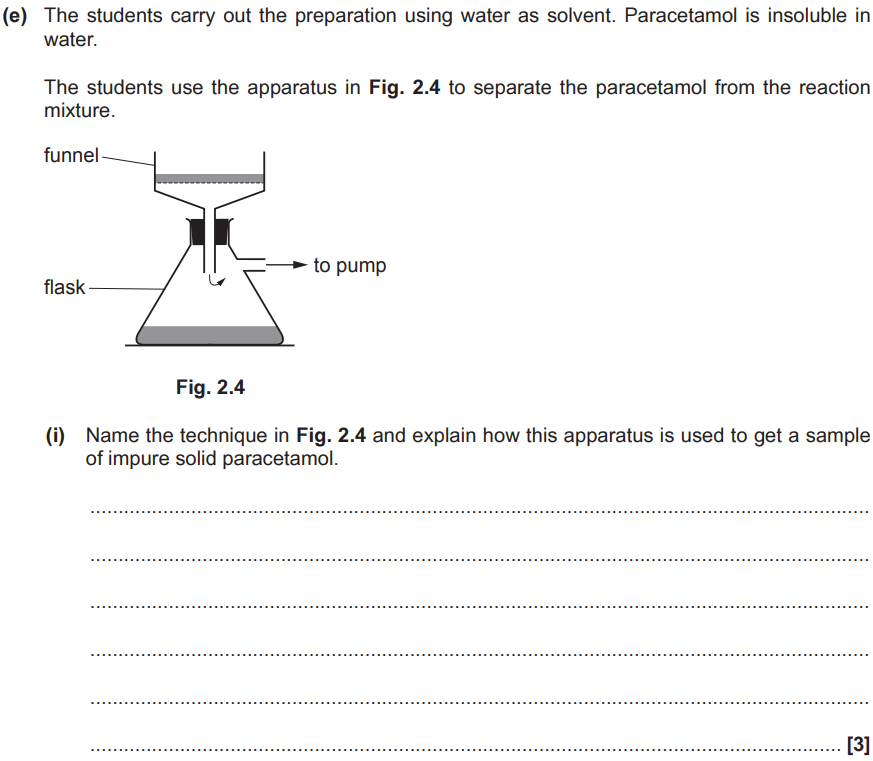 (e) The students carry out the preparation using water as solvent. Paracetamol is insoluble in
water.
The students use the apparatus in Fig. 2.4 to separate the paracetamol from the reaction
mixture.
funnel
to pump
flask
Fig. 2.4
(i) Name the technique in Fig. 2.4 and explain how this apparatus is used to get a sample
of impure solid paracetamol.
[3]